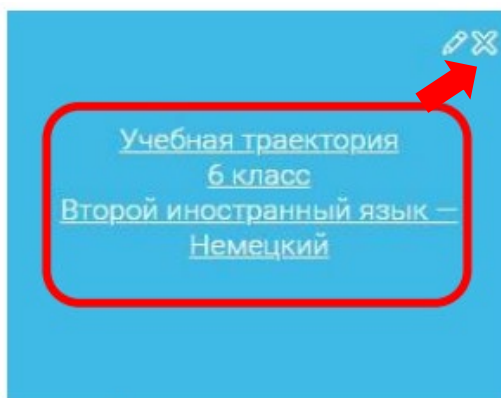 Учебная траектория
6 класс
Второй иностранный язык —
Немецкий